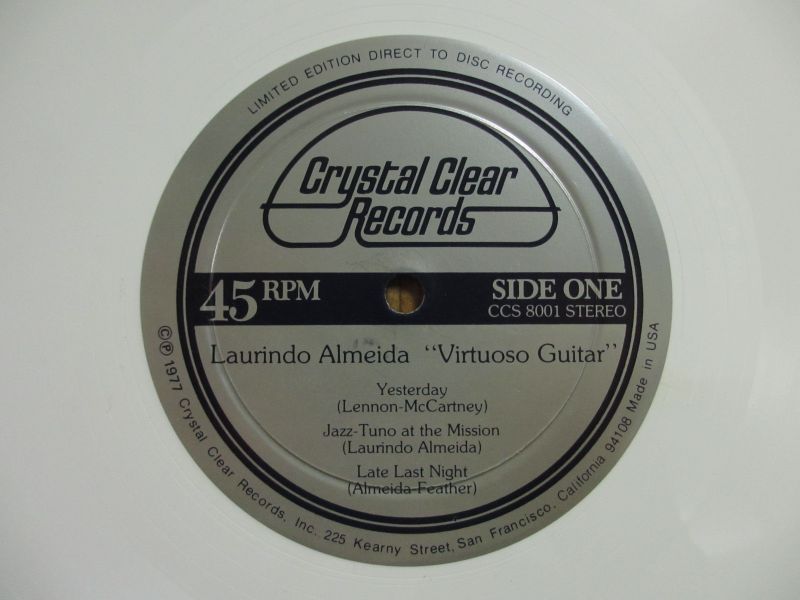 LIMITED EDITION DIRECT TO DISC RECORDING
Crystal Clear
Records
45 RPM
SIDE ONE
CCS 8001 STEREO
Laurindo Almeida “Virtuoso Guitar”
Yesterday
(Lennon-McCartney)
Jazz-Tuno at the Mission
(Laurindo Almeida)
Late Last Night
(Almeida-Feather)
©℗ 1977 Crystal Clear Records, Inc., 225 Kearny Street, San Francisco, California 94108 Made in USA